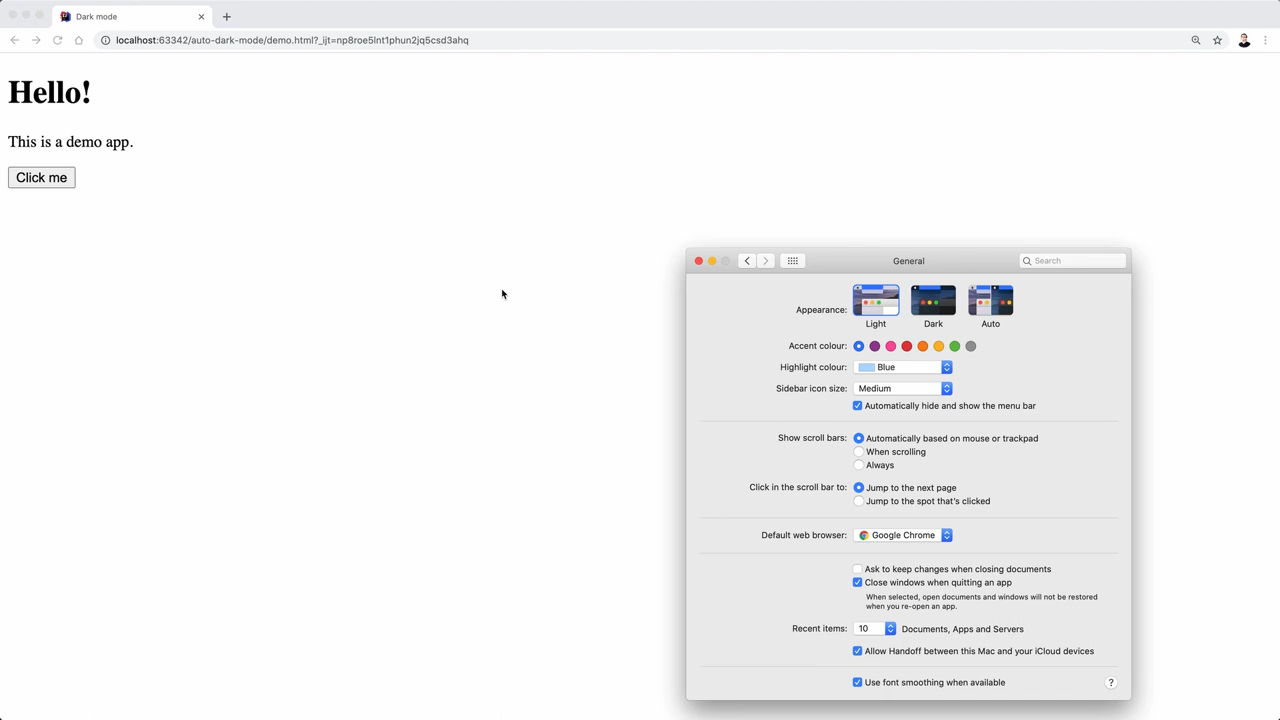 Dark mode
localhost:63342/auto-dark-mode/demo.html?_ijt=np8roe5lnt1phun2jq5csd3ahq
Hello!
This is a demo app.
Click me
General
Search
Appearance:
Light Dark Auto
Accent colour:
Highlight colour: Blue
Sidebar icon size: Medium
Automatically hide and show the menu bar
Show scroll bars: Automatically based on mouse or trackpad
When scrolling
Always
Click in the scroll bar to: Jump to the next page
Jump to the spot that's clicked
Default web browser: Google Chrome
Ask to keep changes when closing documents
Close windows when quitting an app
When selected, open documents and windows will not be restored
when you re-open an app.
Recent items: 10 Documents, Apps and Servers
Allow Handoff between this Mac and your iCloud devices
Use font smoothing when available ?